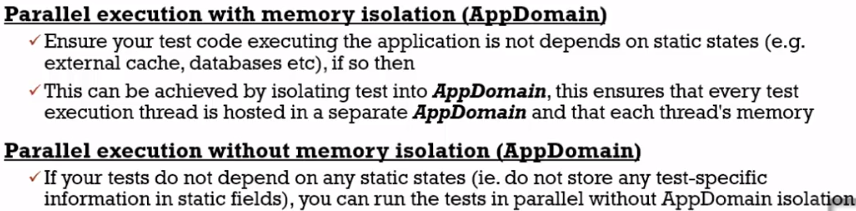 Parallel execution with memory isolation (AppDomain)
✓Ensure your test code executing the application is not depends on static states (e.g.
external cache, databases etc), if so then
✓This can be achieved by isolating test into AppDomain, this ensures that every test
execution thread is hosted in a separate AppDomain and that each thread's memory
Parallel execution without memory isolation (AppDomain)
✓If your tests do not depend on any static states (ie. do not store any test-specific
information in static fields), you can run the tests in parallel without AppDomain isolation